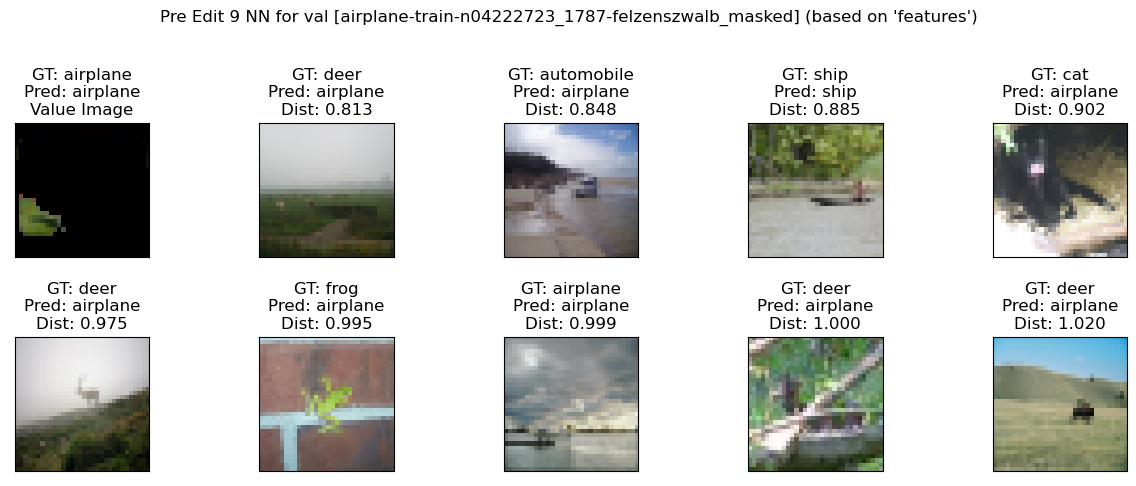 Pre Edit 9 NN for val [airplane-train-n04222723_1787-felzenszwalb_masked] (based on 'features')
GT: airplane
Pred: airplane
Value Image
GT: deer
Pred: airplane
Dist: 0.813
GT: automobile
Pred: airplane
Dist: 0.848
GT: ship
Pred: ship
Dist: 0.885
GT: cat
Pred: airplane
Dist: 0.902
GT: deer
Pred: airplane
Dist: 0.975
GT: frog
Pred: airplane
Dist: 0.995
GT: airplane
Pred: airplane
Dist: 0.999
GT: deer
Pred: airplane
Dist: 1.000
GT: deer
Pred: airplane
Dist: 1.020